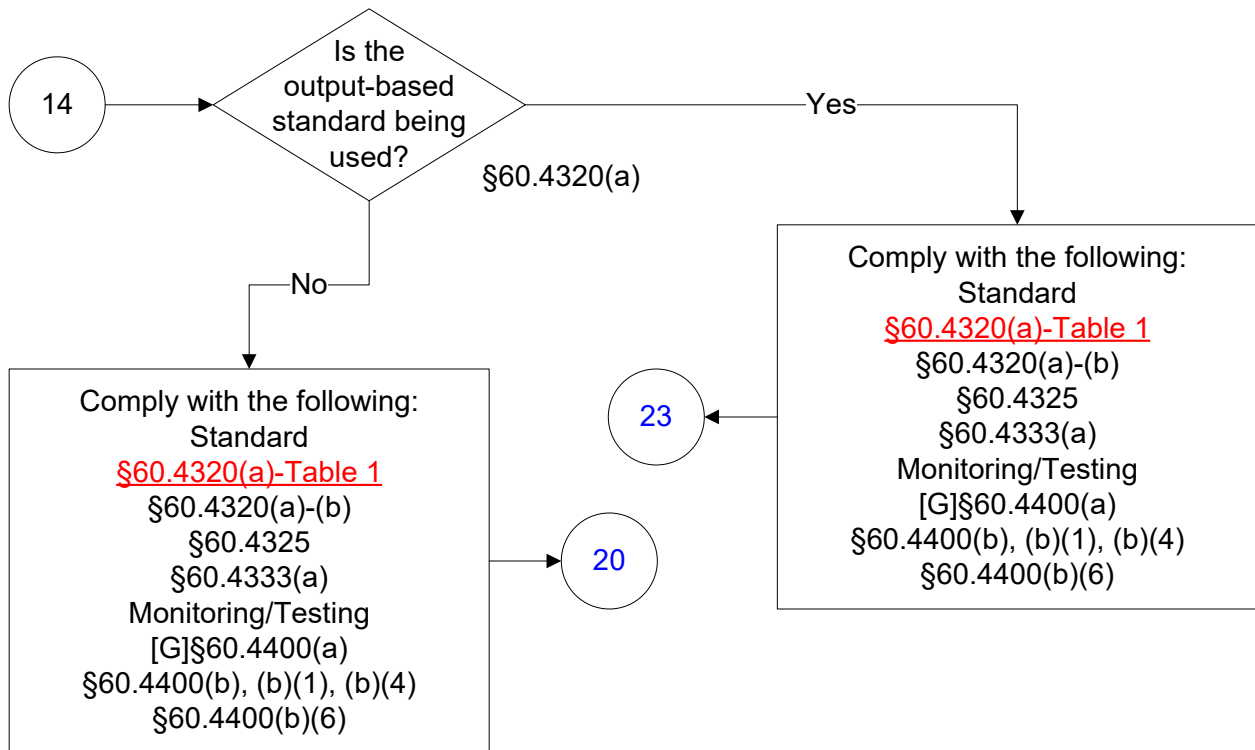 14
Is the
output-based
standard being
used?
§60.4320(a)
Yes
No
Comply with the following:
Standard
§60.4320(a)-Table 1
§60.4320(a)-(b)
§60.4325
§60.4333(a)
Monitoring/Testing
[G]§60.4400(a)
§60.4400(b), (b)(1), (b)(4)
§60.4400(b)(6)
23
Comply with the following:
Standard
§60.4320(a)-Table 1
§60.4320(a)-(b)
§60.4325
§60.4333(a)
Monitoring/Testing
[G]§60.4400(a)
§60.4400(b), (b)(1), (b)(4)
§60.4400(b)(6)
20